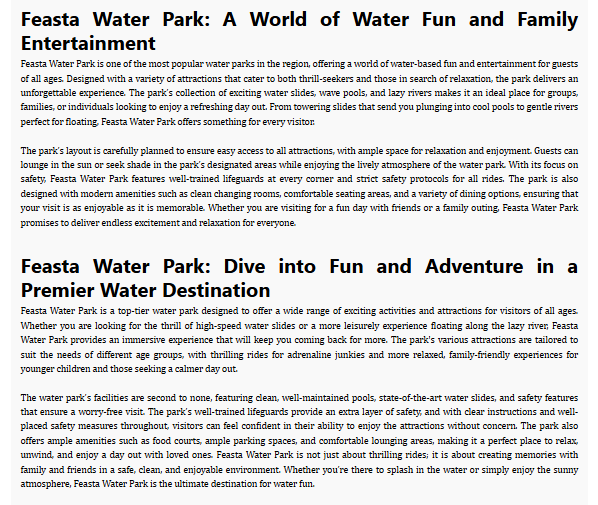 Feasta Water Park: A World of Water Fun and Family
Entertainment
Feasta Water Park is one of the most popular water parks in the region, offering a world of water-based fun and entertainment for guests
of all ages. Designed with a variety of attractions that cater to both thrill-seekers and those in search of relaxation, the park delivers an
unforgettable experience. The park's collection of exciting water slides, wave pools, and lazy rivers makes it an ideal place for groups,
families, or individuals looking to enjoy a refreshing day out. From towering slides that send you plunging into cool pools to gentle rivers
perfect for floating, Feasta Water Park offers something for every visitor.
The park's layout is carefully planned to ensure easy access to all attractions, with ample space for relaxation and enjoyment. Guests can
lounge in the sun or seek shade in the park's designated areas while enjoying the lively atmosphere of the water park. With its focus on
safety, Feasta Water Park features well-trained lifeguards at every corner and strict safety protocols for all rides. The park is also
designed with modern amenities such as clean changing rooms, comfortable seating areas, and a variety of dining options, ensuring that
your visit is as enjoyable as it is memorable. Whether you are visiting for a fun day with friends or a family outing, Feasta Water Park
promises to deliver endless excitement and relaxation for everyone.
Feasta Water Park: Dive into Fun and Adventure in a
Premier Water Destination
Feasta Water Park is a top-tier water park designed to offer a wide range of exciting activities and attractions for visitors of all ages.
Whether you are looking for the thrill of high-speed water slides or a more leisurely experience floating along the lazy river, Feasta
Water Park provides an immersive experience that will keep you coming back for more. The park's various attractions are tailored to
suit the needs of different age groups, with thrilling rides for adrenaline junkies and more relaxed, family-friendly experiences for
younger children and those seeking a calmer day out.
The water park's facilities are second to none, featuring clean, well-maintained pools, state-of-the-art water slides, and safety features
that ensure a worry-free visit. The park's well-trained lifeguards provide an extra layer of safety, and with clear instructions and well-
placed safety measures throughout, visitors can feel confident in their ability to enjoy the attractions without concern. The park also
offers ample amenities such as food courts, ample parking spaces, and comfortable lounging areas, making it a perfect place to relax,
unwind, and enjoy a day out with loved ones. Feasta Water Park is not just about thrilling rides; it is about creating memories with
family and friends in a safe, clean, and enjoyable environment. Whether you're there to splash in the water or simply enjoy the sunny
atmosphere, Feasta Water Park is the ultimate destination for water fun.